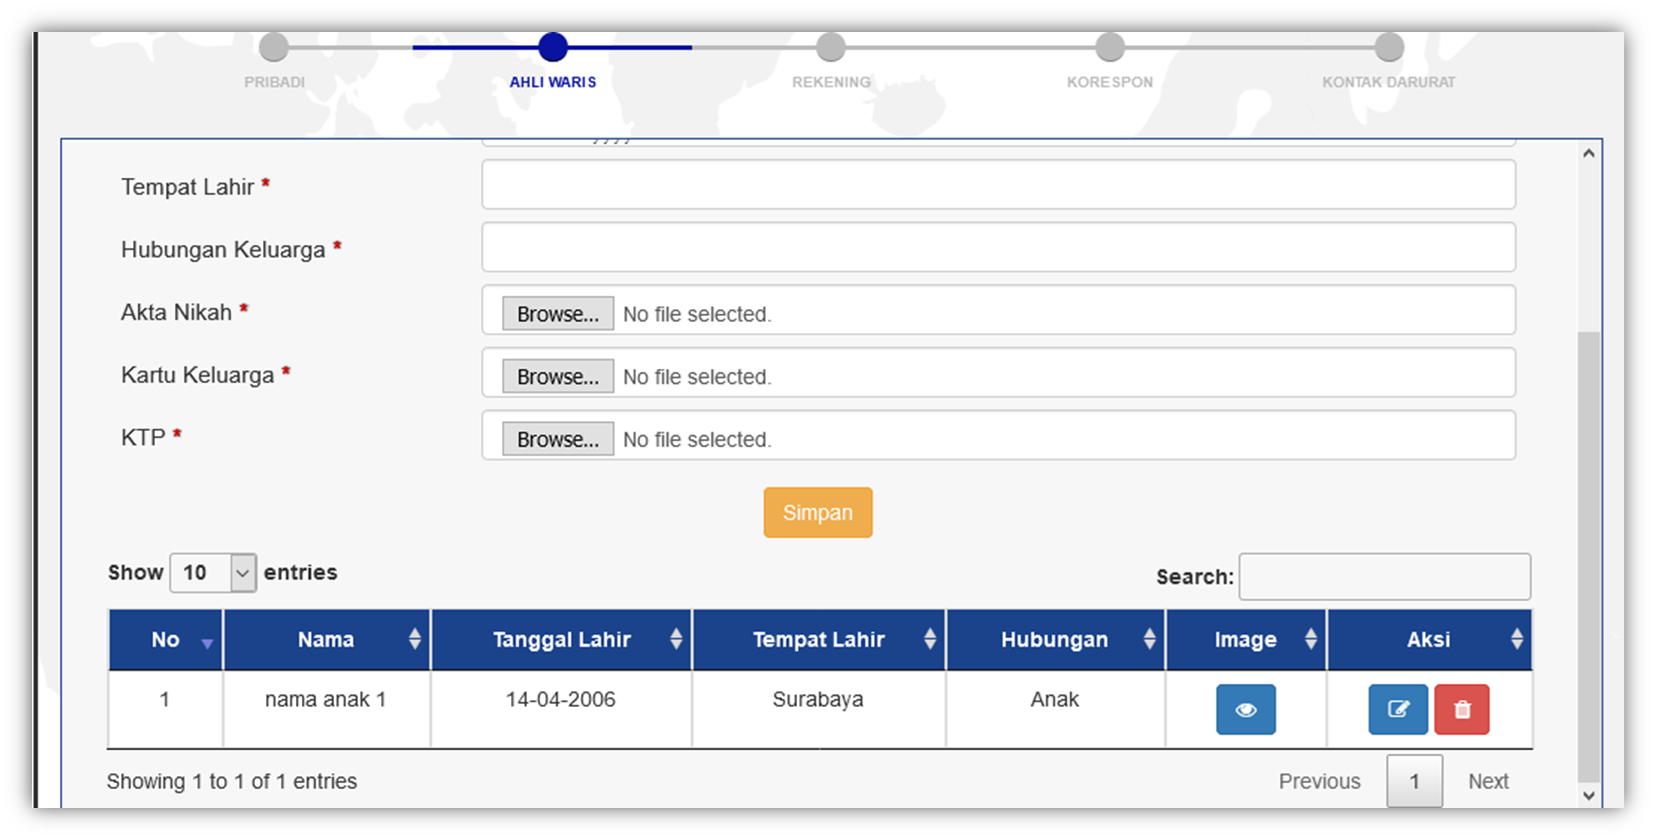 PRIBADI AHLI WARIS REKENING KORESPON KONTAK DARURAT
yyyy
Tempat Lahir *
Hubungan Keluarga *
Akta Nikah * Browse... No file selected.
Kartu Keluarga * Browse... No file selected.
KTP * Browse... No file selected.
Simpan
Show 10 entries Search:
No Nama Tanggal Lahir Tempat Lahir Hubungan Image Aksi
1 nama anak 1 14-04-2006 Surabaya Anak
Showing 1 to 1 of 1 entries Previous 1 Next